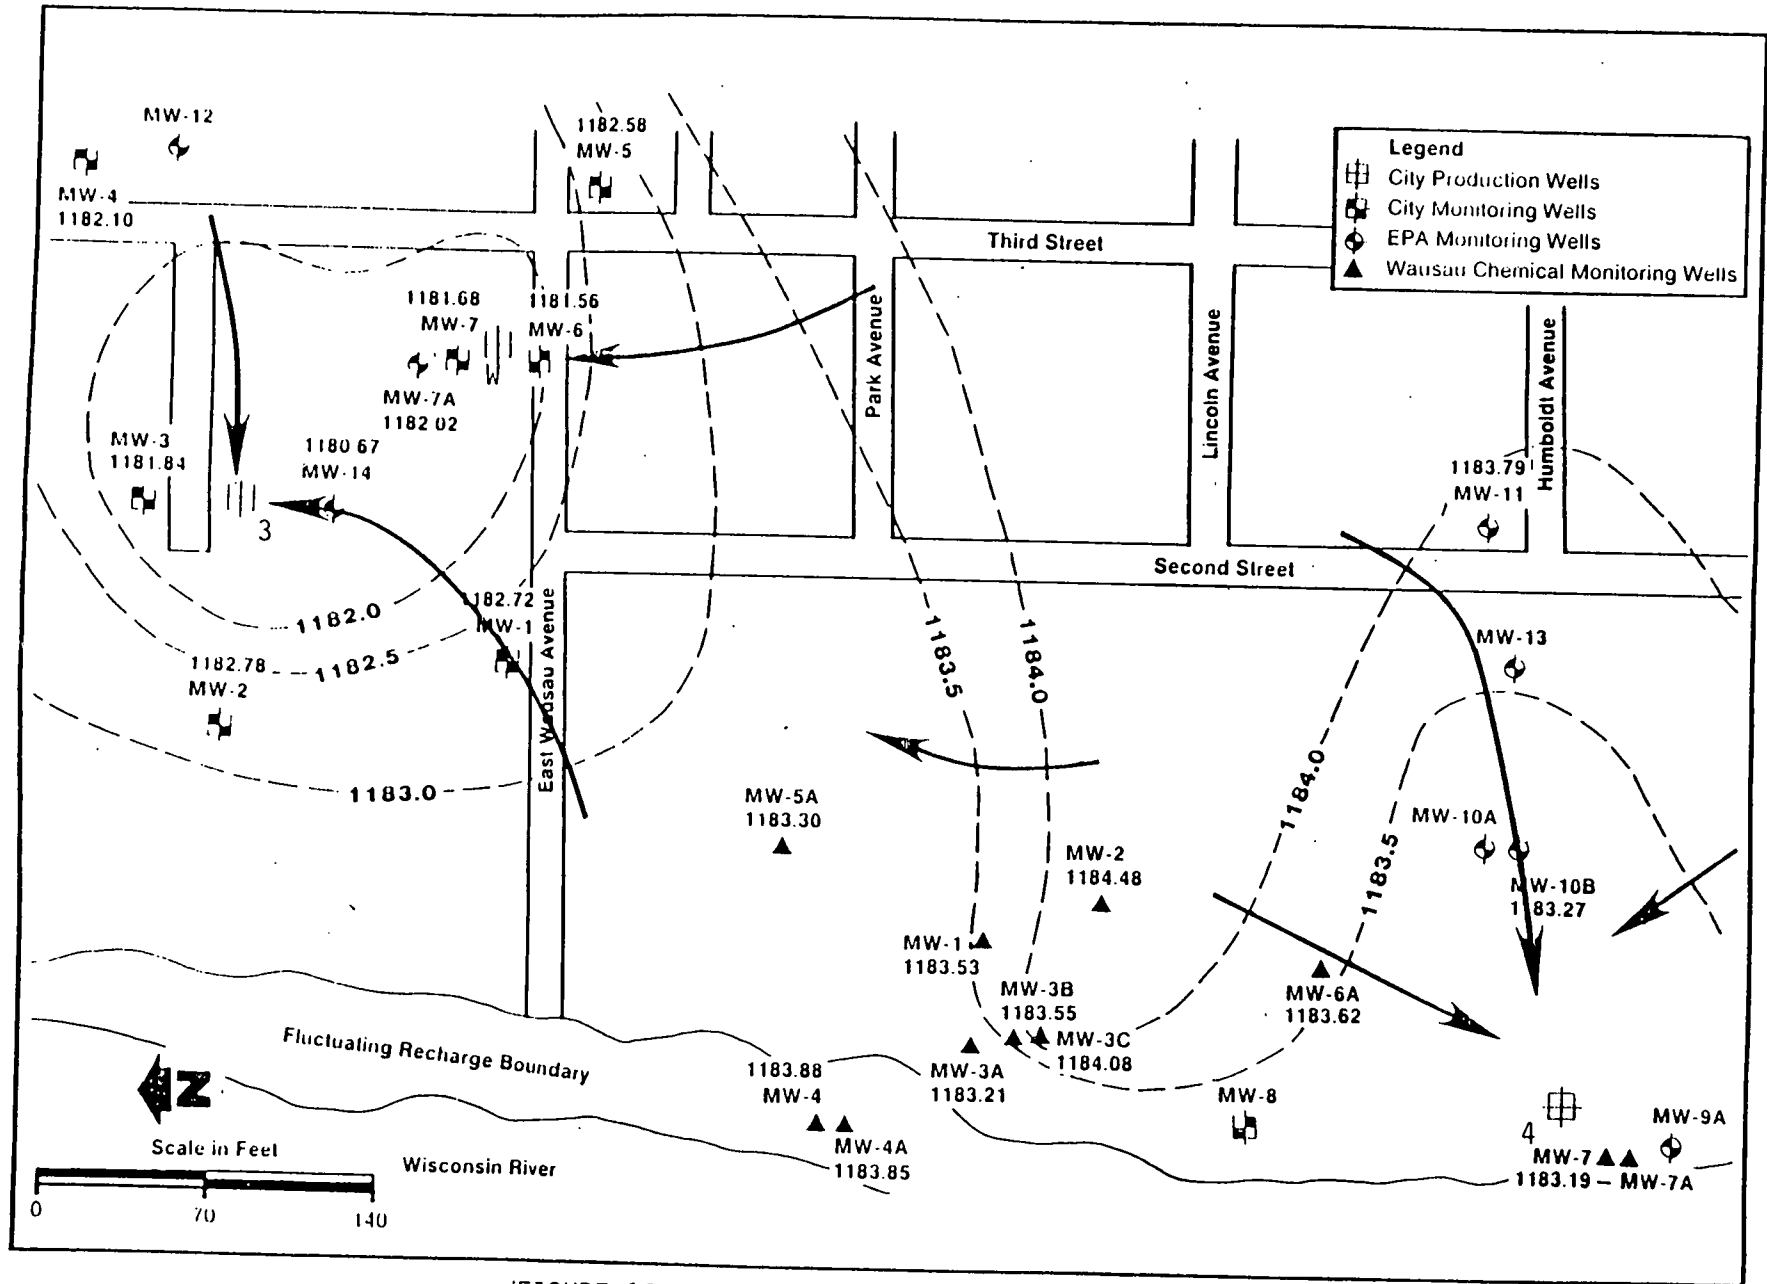 MW-12
MW-4
1182.10
1182.58
MW-5
Legend
City Production Wells
City Monitoring Wells
EPA Monitoring Wells
Wausau Chemical Monitoring Wells
Third Street
1181.68
MW-7
1181.56
MW-6
W
MW-7A
1182 02
Park Avenue
Lincoln Avenue
Humboldt Avenue
MW-3
1181.84
1180 67
MW-14
3
1183.79
MW-11
Second Street
1182.0
1182.5
1182.72
MW-1
1182.78
MW-2
East Wausau Avenue
1183.0
1183.5
1184.0
MW-13
1184.0
1183.5
MW-5A
1183.30
MW-2
1184.48
MW-10A
MW-10B
1183.27
MW-1
1183.53
MW-3B
1183.55
MW-3C
1184.08
MW-6A
1183.62
Fluctuating Recharge Boundary
1183.88
MW-4
MW-4A
1183.85
MW-3A
1183.21
MW-8
4
MW-9A
MW-7
1183.19 – MW-7A
N
Scale in Feet
0 70 140
Wisconsin River